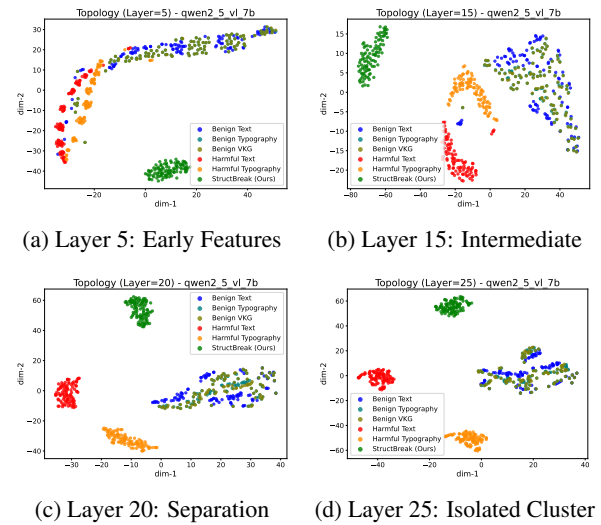 Topology (Layer=5) - qwen2_5_vl_7b
30
20
10
0
−10
−20
−30
−40
dim-2
−20
0
20
40
dim-1
Benign Text
Benign Typography
Benign VKG
Harmful Text
Harmful Typography
StructBreak (Ours)
(a) Layer 5: Early Features
Topology (Layer=15) - qwen2_5_vl_7b
15
10
5
0
−5
−10
−15
−20
dim-2
−80
−60
−40
−20
0
20
40
dim-1
Benign Text
Benign Typography
Benign VKG
Harmful Text
Harmful Typography
StructBreak (Ours)
(b) Layer 15: Intermediate
Topology (Layer=20) - qwen2_5_vl_7b
60
40
20
0
−20
−40
dim-2
−30
−20
−10
0
10
20
30
40
dim-1
Benign Text
Benign Typography
Benign VKG
Harmful Text
Harmful Typography
StructBreak (Ours)
(c) Layer 20: Separation
Topology (Layer=25) - qwen2_5_vl_7b
60
40
20
0
−20
−40
−60
dim-2
−40
−20
0
20
40
dim-1
Benign Text
Benign Typography
Benign VKG
Harmful Text
Harmful Typography
StructBreak (Ours)
(d) Layer 25: Isolated Cluster